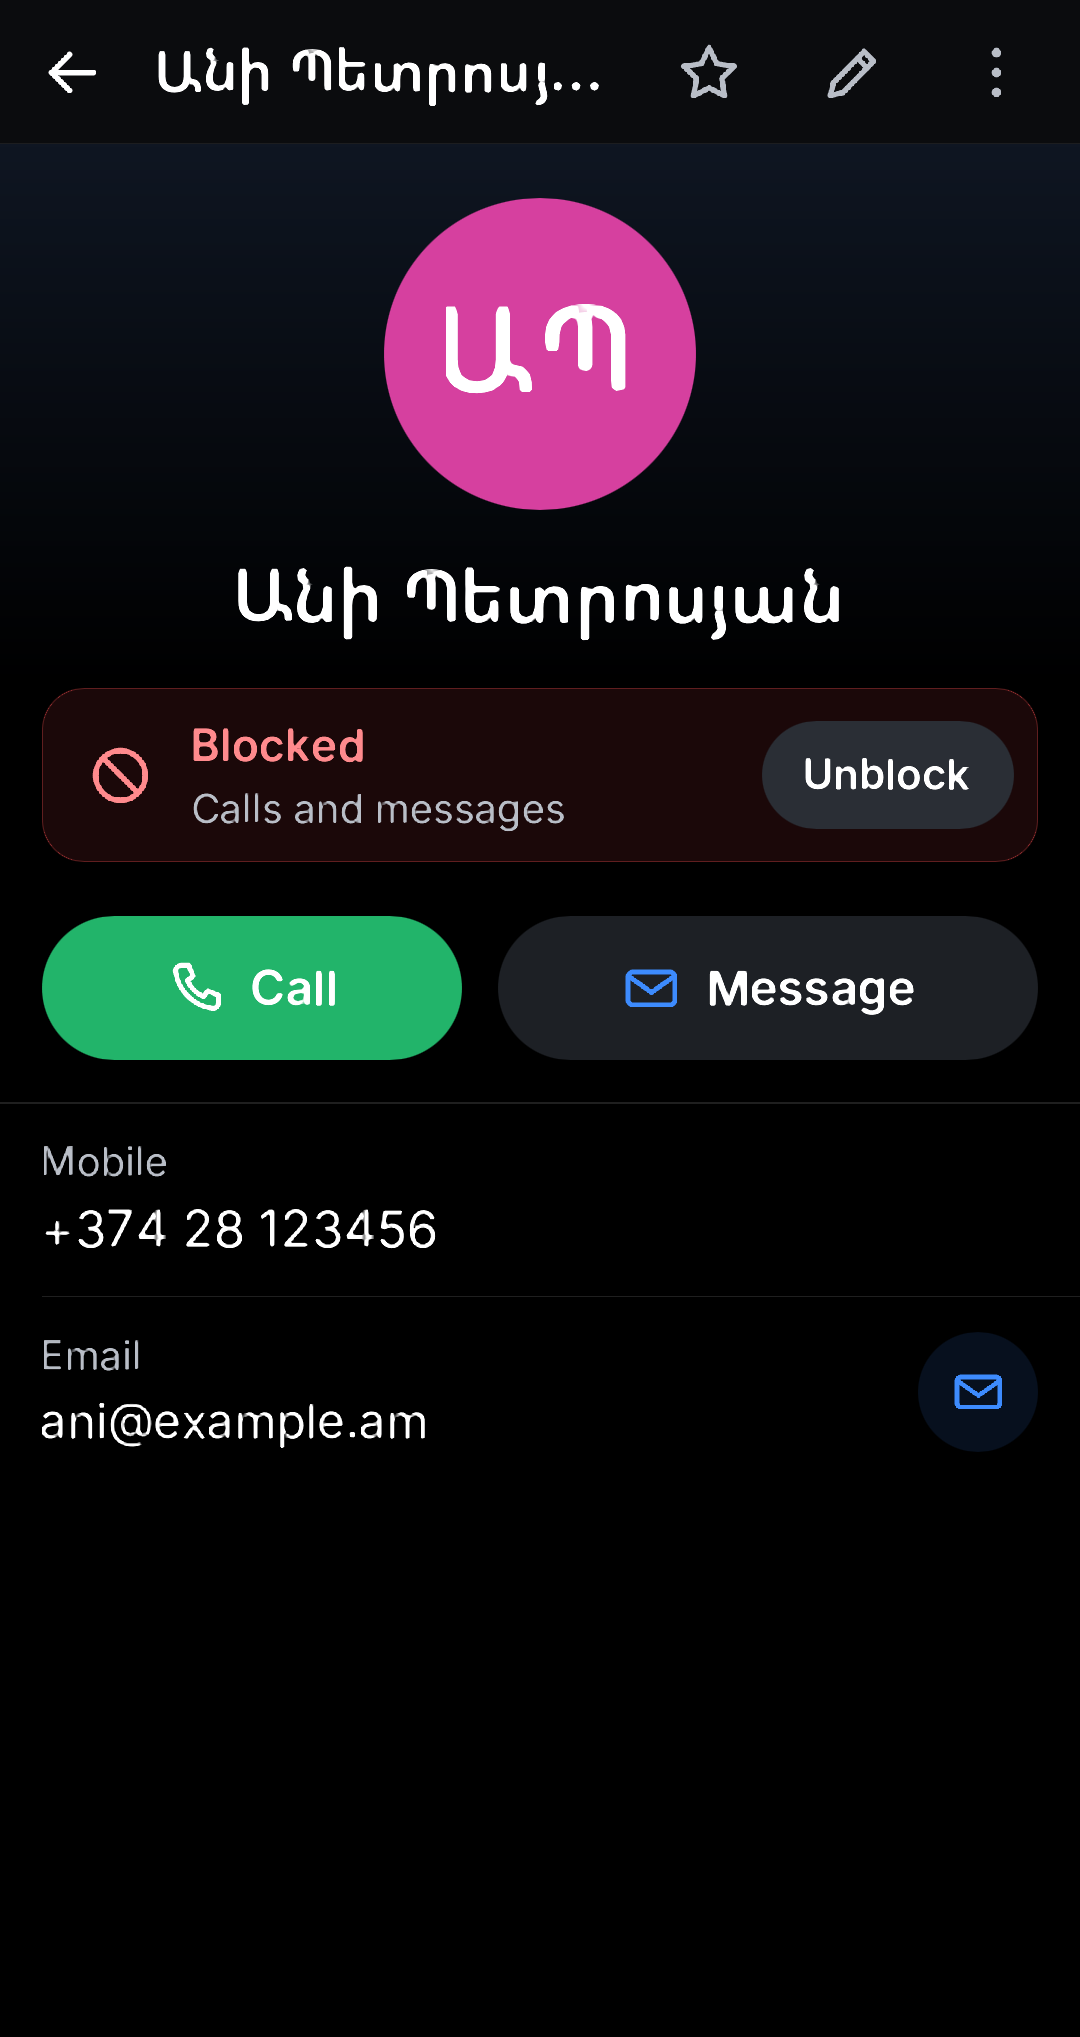 Անի Պետրոսյ...
ԱՊ
Անի Պետրոսյան
Blocked
Calls and messages
Unblock
Call
Message
Mobile
+374 28 123456
Email
ani@example.am